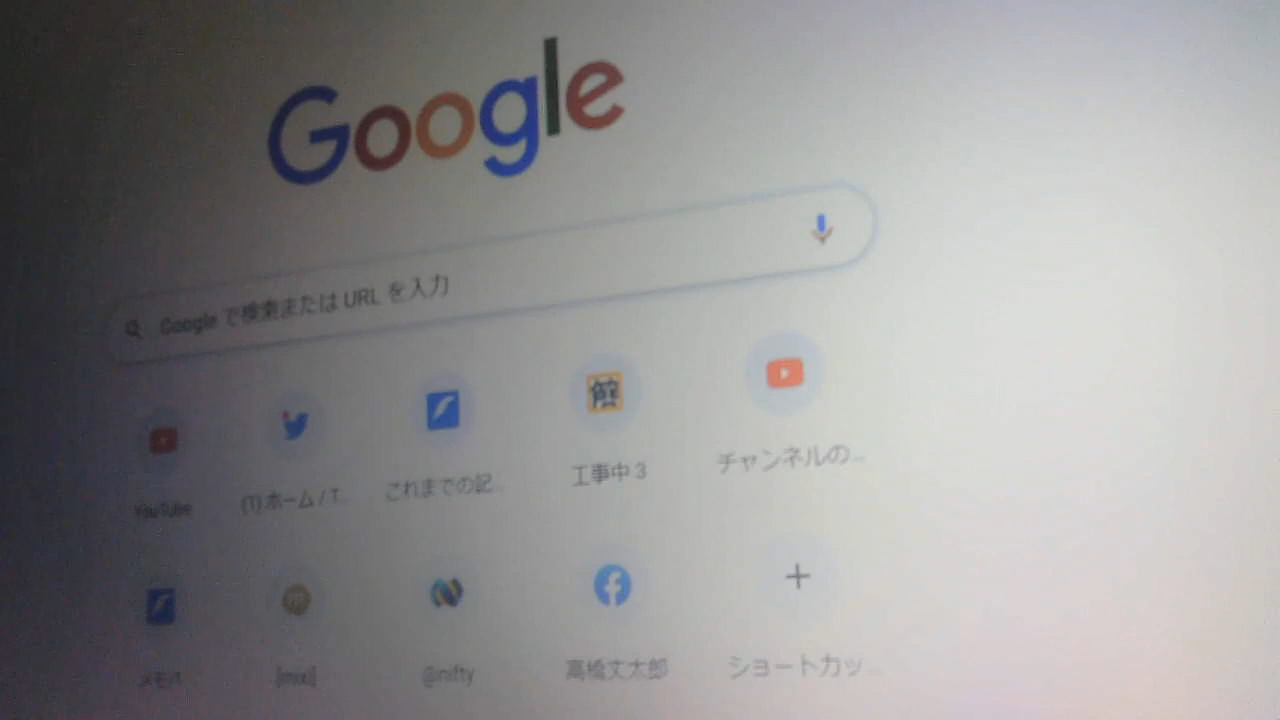 Google
Google で検索または URL を入力
YouTube
(1) ホーム / T...
これまでの記...
工事中 3
チャンネルの...
メモ/1
[mixi]
@nifty
高橋丈太郎
ショートカッ...